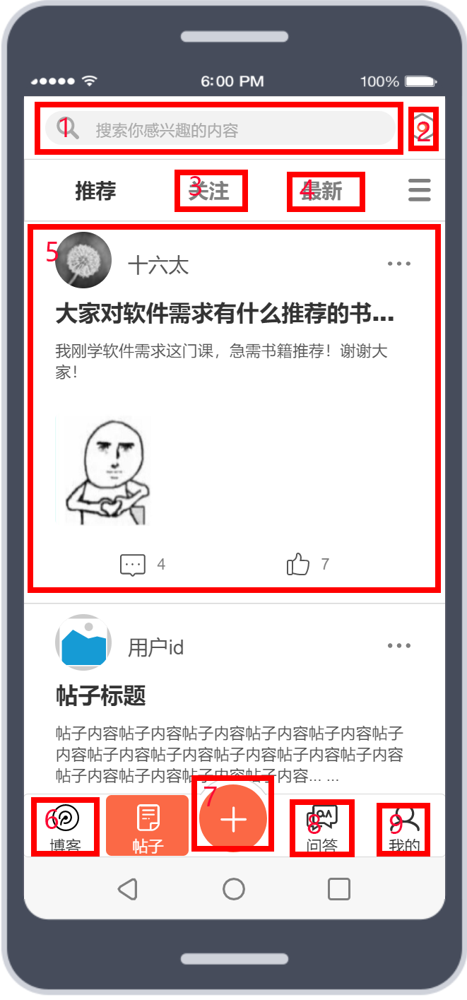 6:00 PM 100%
1 搜索你感兴趣的内容 2
推荐 3 关注 4 最新
5 十六太
大家对软件需求有什么推荐的书...
我刚学软件需求这门课，急需书籍推荐！谢谢大
家！
4 7
用户id
帖子标题
帖子内容帖子内容帖子内容帖子内容帖子内容帖子
内容帖子内容帖子内容帖子内容帖子内容帖子内容
帖子内容帖子内容帖子内容帖子内容... ...
6 7 8 9
博客 帖子 问答 我的